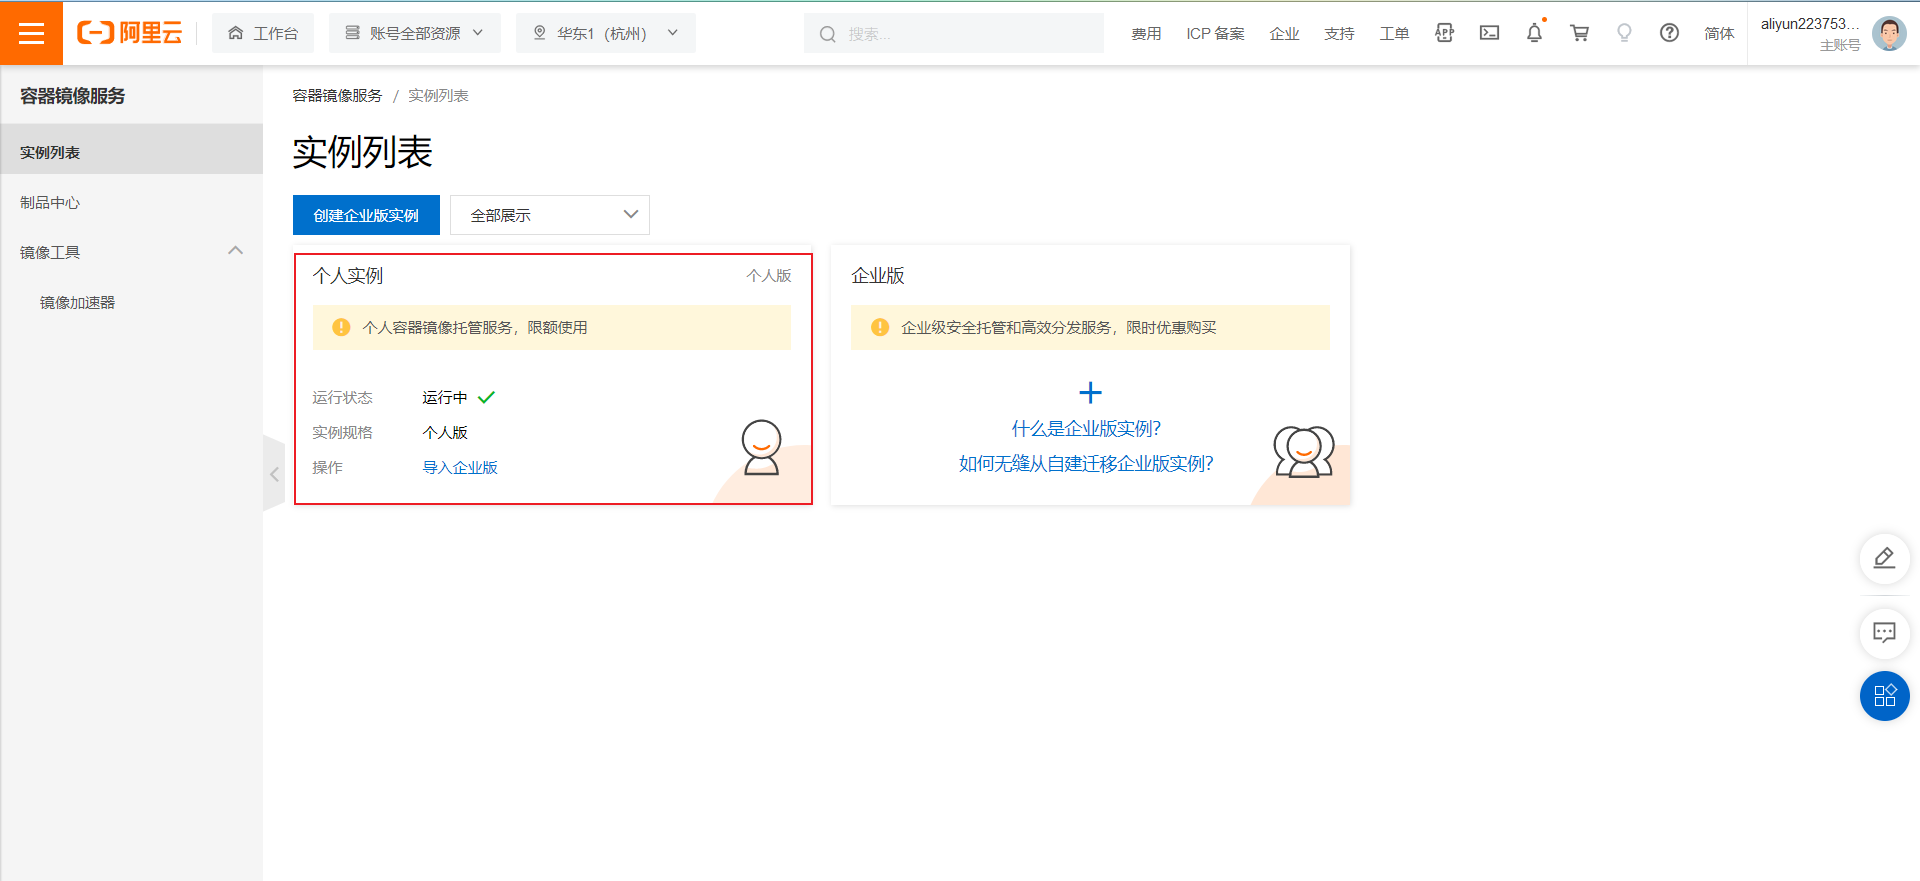 阿里云
工作台
账号全部资源
华东1（杭州）
搜索...
费用
ICP 备案
企业
支持
工单
APP
简体
aliyun223753...
主账号
容器镜像服务
实例列表
制品中心
镜像工具
镜像加速器
容器镜像服务 / 实例列表
实例列表
创建企业版实例
全部展示
个人实例
个人版
个人容器镜像托管服务，限额使用
运行状态 运行中
实例规格 个人版
操作 导入企业版
企业版
企业级安全托管和高效分发服务，限时优惠购买
什么是企业版实例?
如何无缝从自建迁移企业版实例?